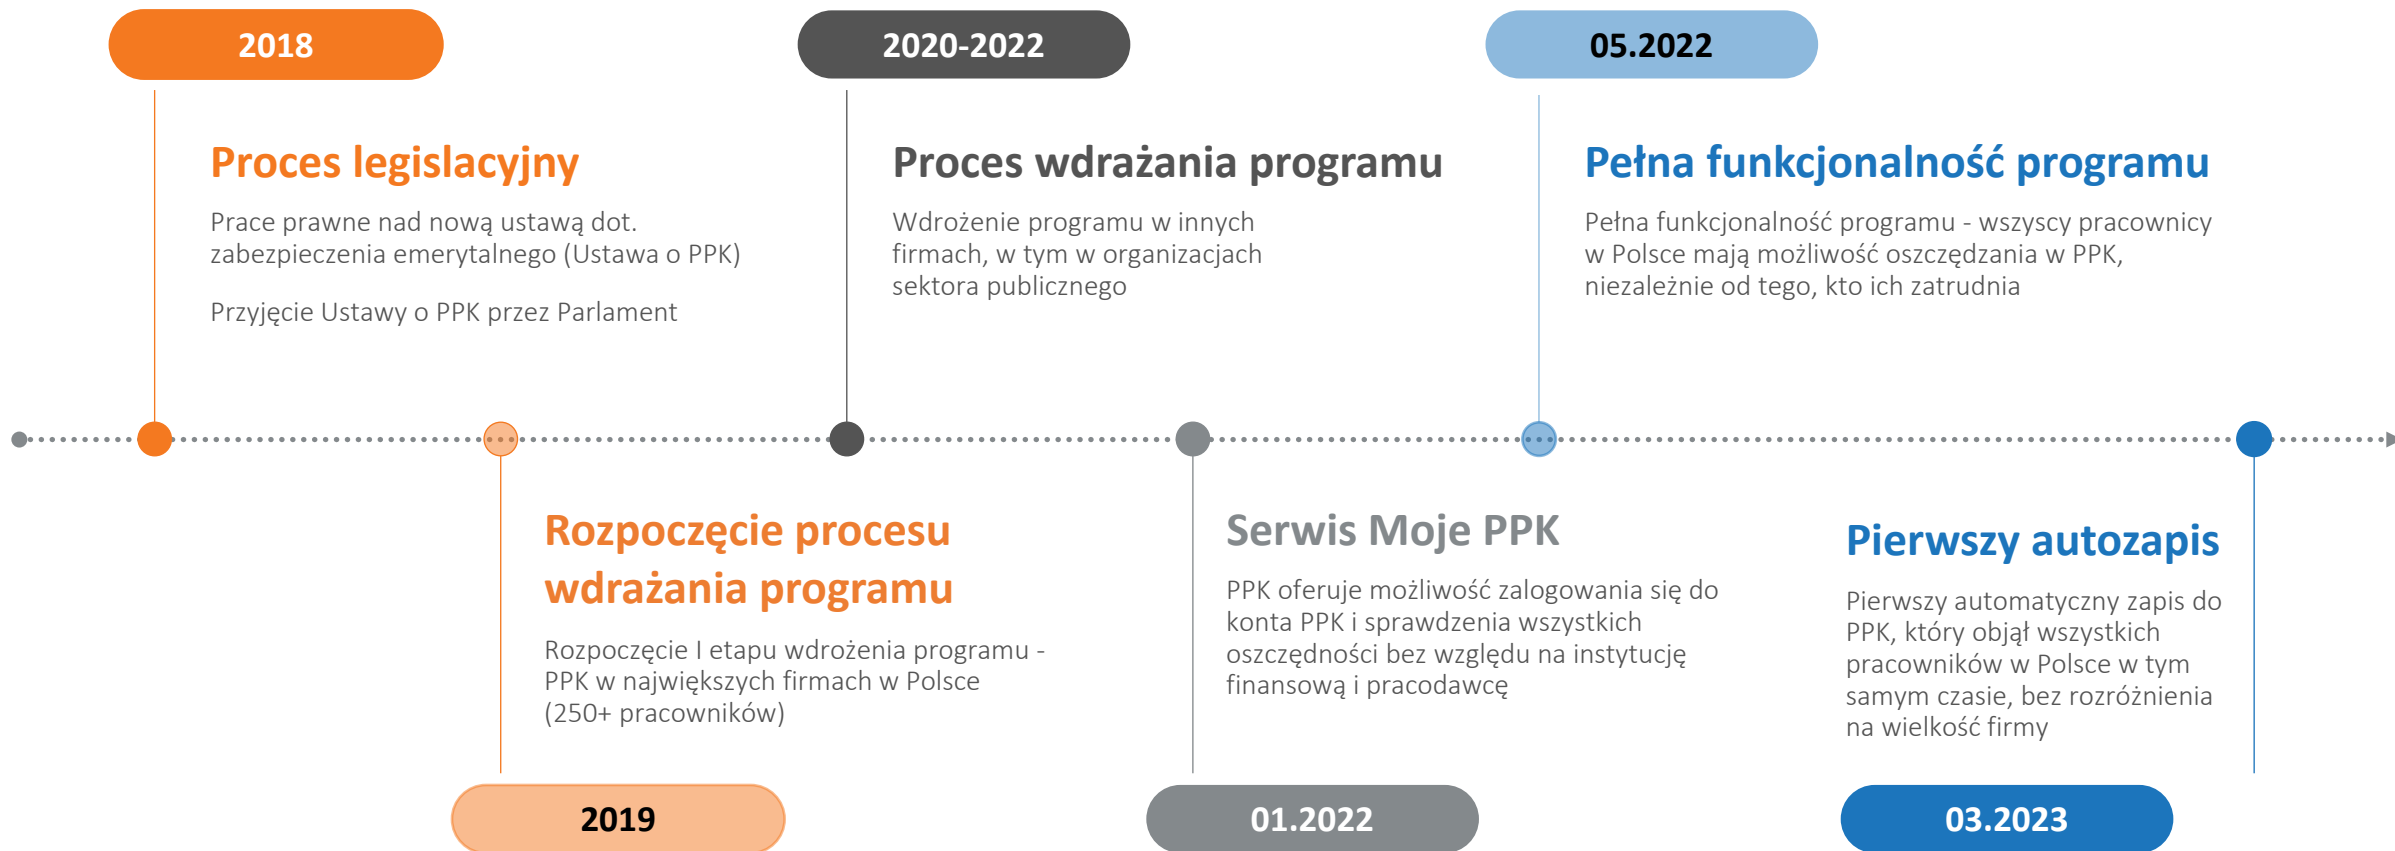 2018
Proces legislacyjny
Prace prawne nad nową ustawą dot.
zabezpieczenia emerytalnego (Ustawa o PPK)
Przyjęcie Ustawy o PPK przez Parlament
2020-2022
Proces wdrażania programu
Wdrożenie programu w innych
firmach, w tym w organizacjach
sektora publicznego
05.2022
Pełna funkcjonalność programu
Pełna funkcjonalność programu - wszyscy pracownicy
w Polsce mają możliwość oszczędzania w PPK,
niezależnie od tego, kto ich zatrudnia
Rozpoczęcie procesu
wdrażania programu
Rozpoczęcie I etapu wdrożenia programu -
PPK w największych firmach w Polsce
(250+ pracowników)
2019
Serwis Moje PPK
PPK oferuje możliwość zalogowania się do
konta PPK i sprawdzenia wszystkich
oszczędności bez względu na instytucję
finansową i pracodawcę
01.2022
Pierwszy autozapis
Pierwszy automatyczny zapis do
PPK, który objął wszystkich
pracowników w Polsce w tym
samym czasie, bez rozróżnienia
na wielkość firmy
03.2023